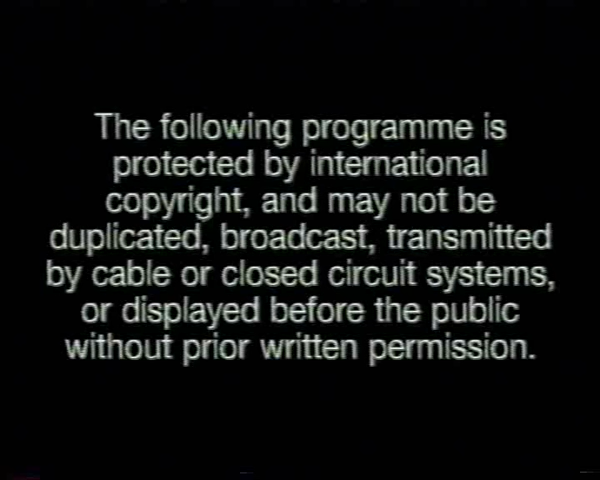 The following programme is
protected by international
copyright, and may not be
duplicated, broadcast, transmitted
by cable or closed circuit systems,
or displayed before the public
without prior written permission.